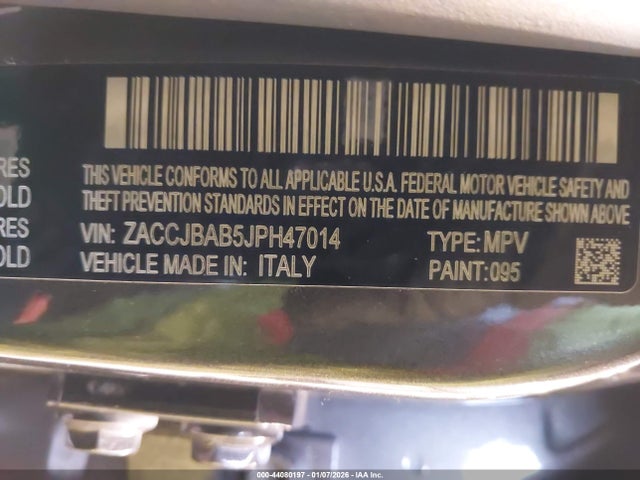 RES
OLD
RES
OLD
THIS VEHICLE CONFORMS TO ALL APPLICABLE U.S.A. FEDERAL MOTOR VEHICLE SAFETY AND
THEFT PREVENTION STANDARDS IN EFFECT ON THE DATE OF MANUFACTURE SHOWN ABOVE
VIN: ZACCJBAB5JPH47014 TYPE: MPV
VEHICLE MADE IN: ITALY PAINT: 095
000-44080197 - 01/07/2026 - IAA Inc.